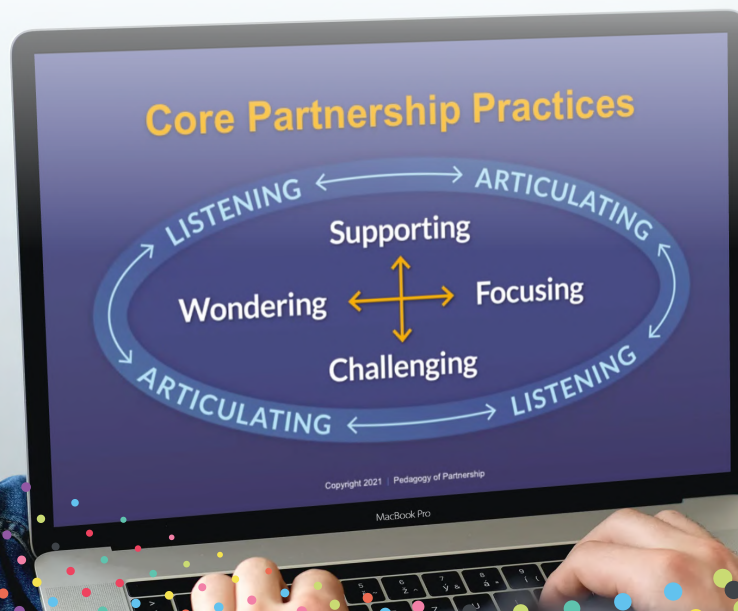 Core Partnership Practices
LISTENING
ARTICULATING
Supporting
Wondering
Focusing
Challenging
ARTICULATING
LISTENING
Copyright 2021 | Pedagogy of Partnership
MacBook Pro